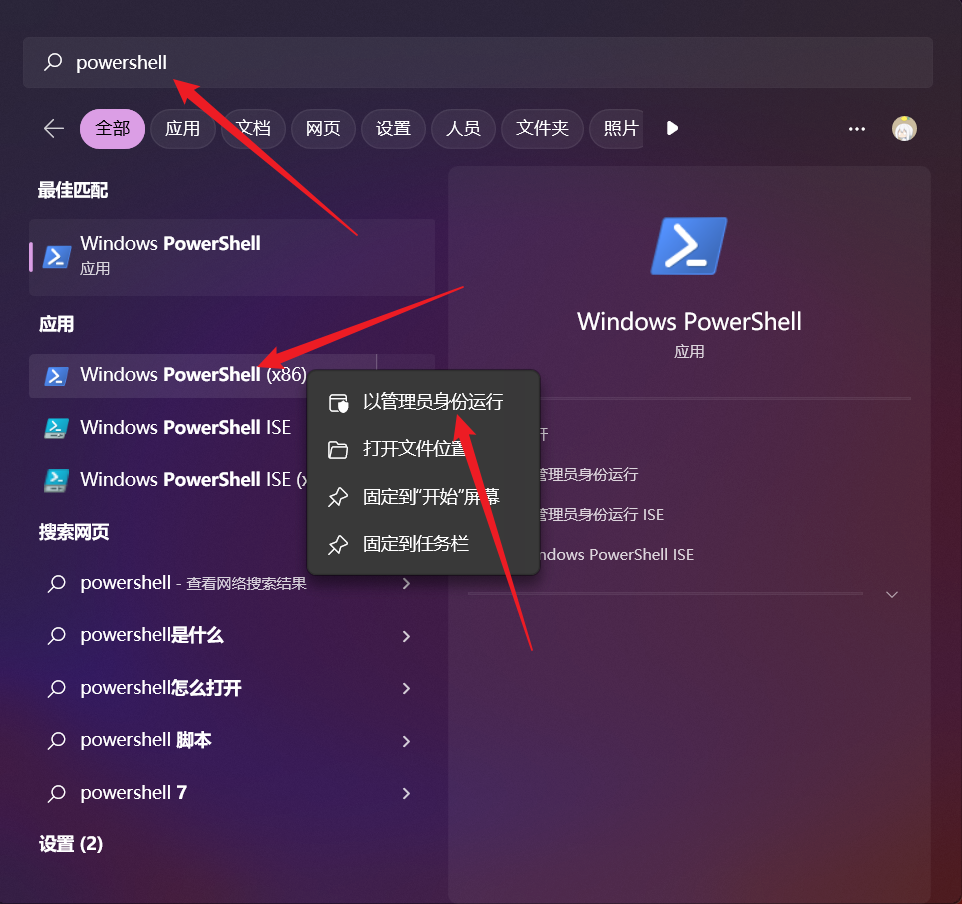 powershell
全部 应用 文档 网页 设置 人员 文件夹 照片
最佳匹配
Windows PowerShell
应用
应用
Windows PowerShell (x86)
Windows PowerShell ISE
Windows PowerShell ISE (x
搜索网页
powershell - 查看网络搜索结果
powershell是什么
powershell怎么打开
powershell 脚本
powershell 7
设置 (2)
以管理员身份运行
打开文件位置
固定到"开始"屏幕
固定到任务栏
Windows PowerShell
应用
开
管理员身份运行
管理员身份运行 ISE
ndows PowerShell ISE